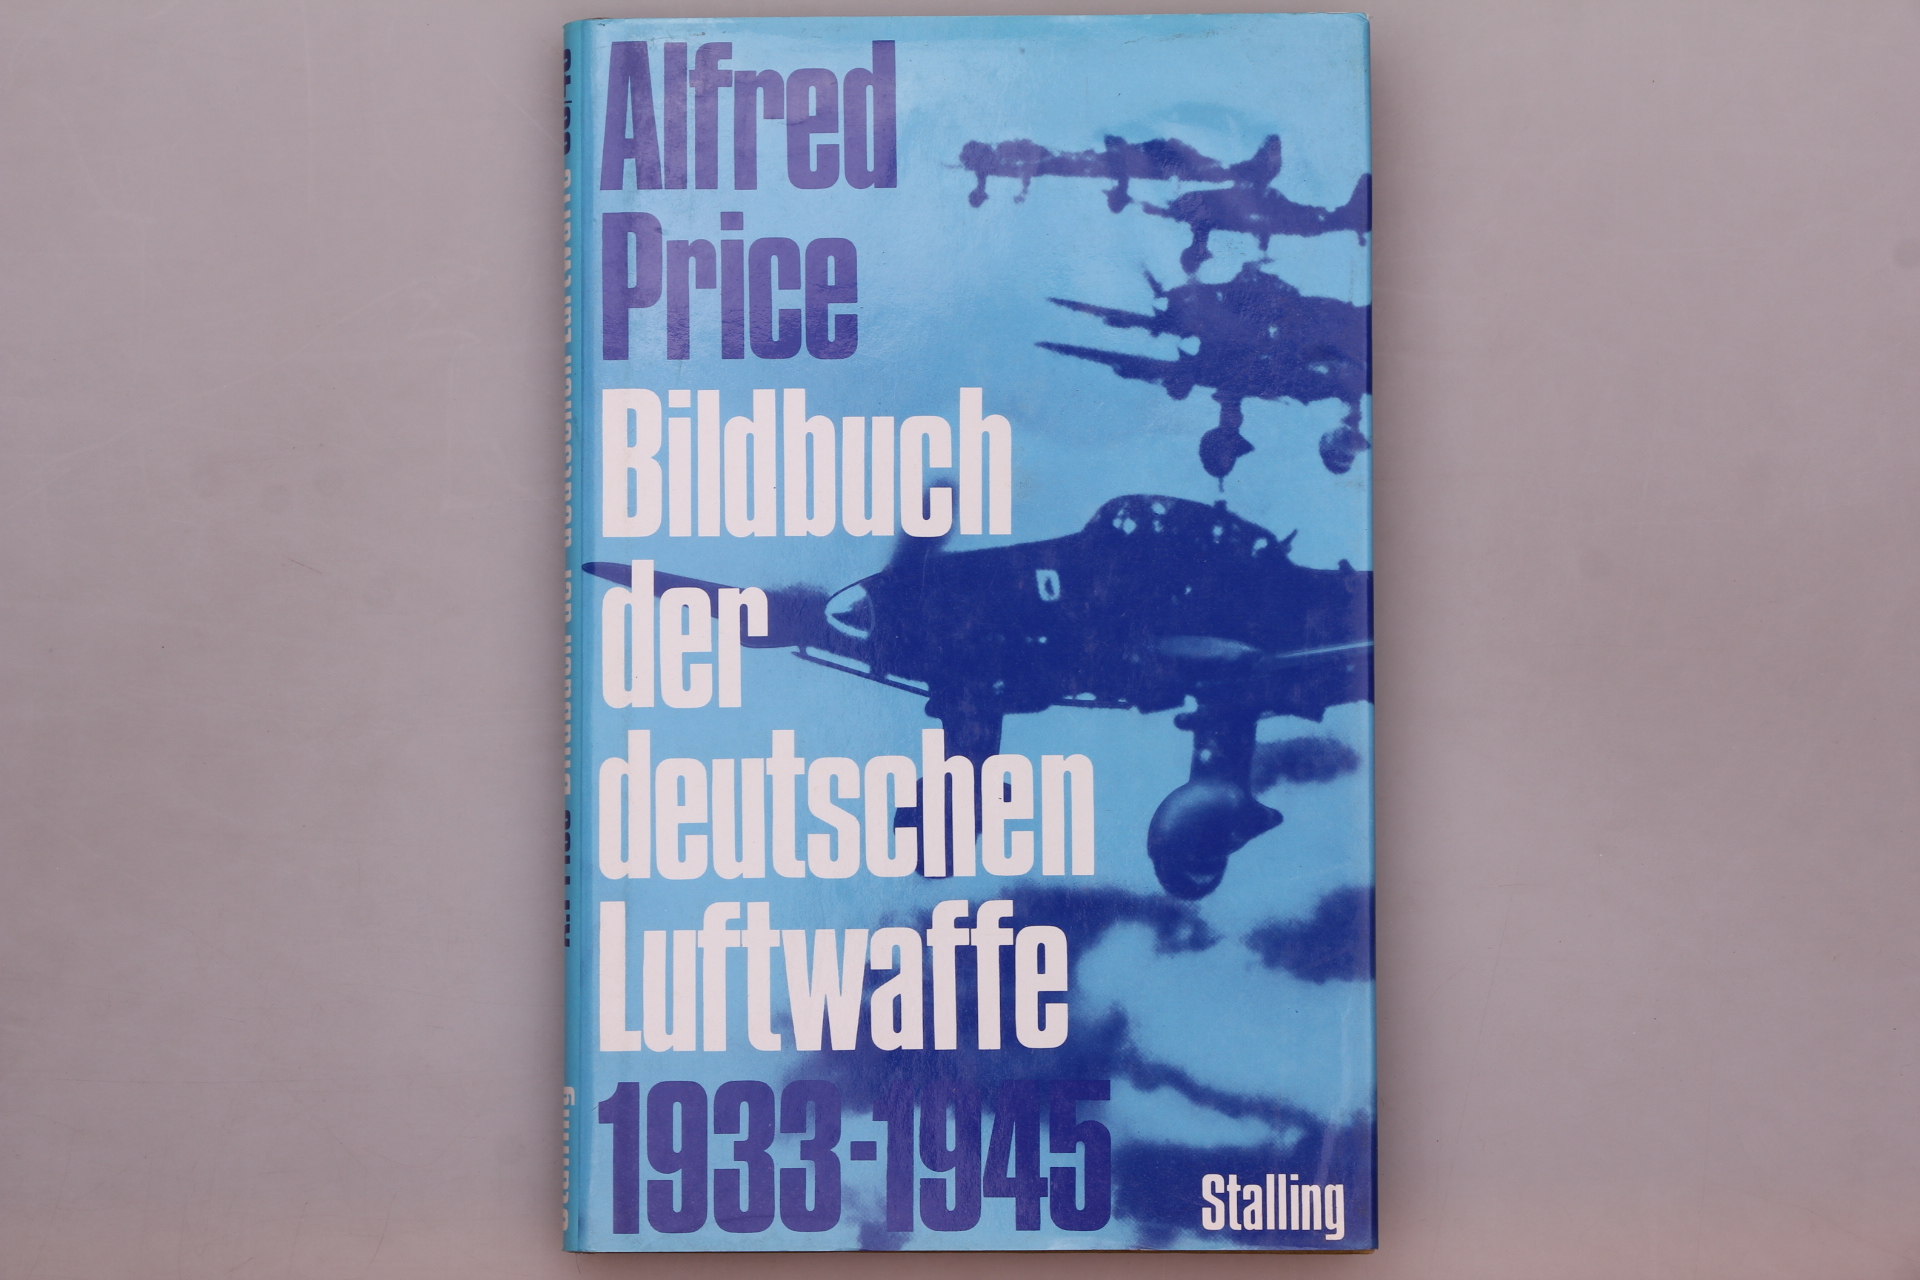 Alfred
Price
Bildbuch
der
deutschen
Luftwaffe
1933-1945
Stalling